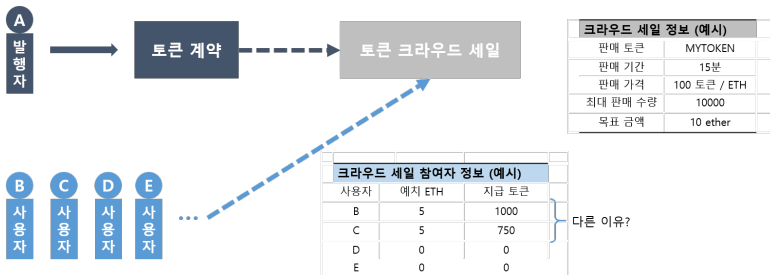 A
발행자
토큰 계약
토큰 크라우드 세일
크라우드 세일 정보 (예시)
판매 토큰 MYTOKEN
판매 기간 15분
판매 가격 100 토큰 / ETH
최대 판매 수량 10000
목표 금액 10 ether
B C D E
사용자 사용자 사용자 사용자 ...
크라우드 세일 참여자 정보 (예시)
사용자 예치 ETH 지급 토큰
B 5 1000
C 5 750
D 0 0
E 0 0
다른 이유?